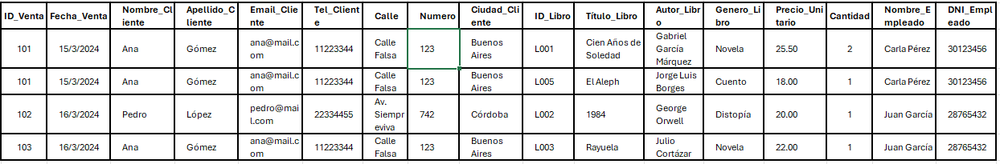 ID_Venta Fecha_Venta Nombre_Cliente Apellido_Cliente Email_Cliente Tel_Cliente Calle Numero Ciudad_Cliente ID_Libro Título_Libro Autor_Libro Genero_Libro Precio_Unitario Cantidad Nombre_Empleado DNI_Empleado
101 15/3/2024 Ana Gómez ana@mail.com 11223344 Calle Falsa 123 Buenos Aires L001 Cien Años de Soledad Gabriel García Márquez Novela 25.50 2 Carla Pérez 30123456
101 15/3/2024 Ana Gómez ana@mail.com 11223344 Calle Falsa 123 Buenos Aires L005 El Aleph Jorge Luis Borges Cuento 18.00 1 Carla Pérez 30123456
102 16/3/2024 Pedro López pedro@mail.com 22334455 Av. Siempreviva 742 Córdoba L002 1984 George Orwell Distopía 20.00 1 Juan García 28765432
103 16/3/2024 Ana Gómez ana@mail.com 11223344 Calle Falsa 123 Buenos Aires L003 Rayuela Julio Cortázar Novela 22.00 1 Juan García 28765432